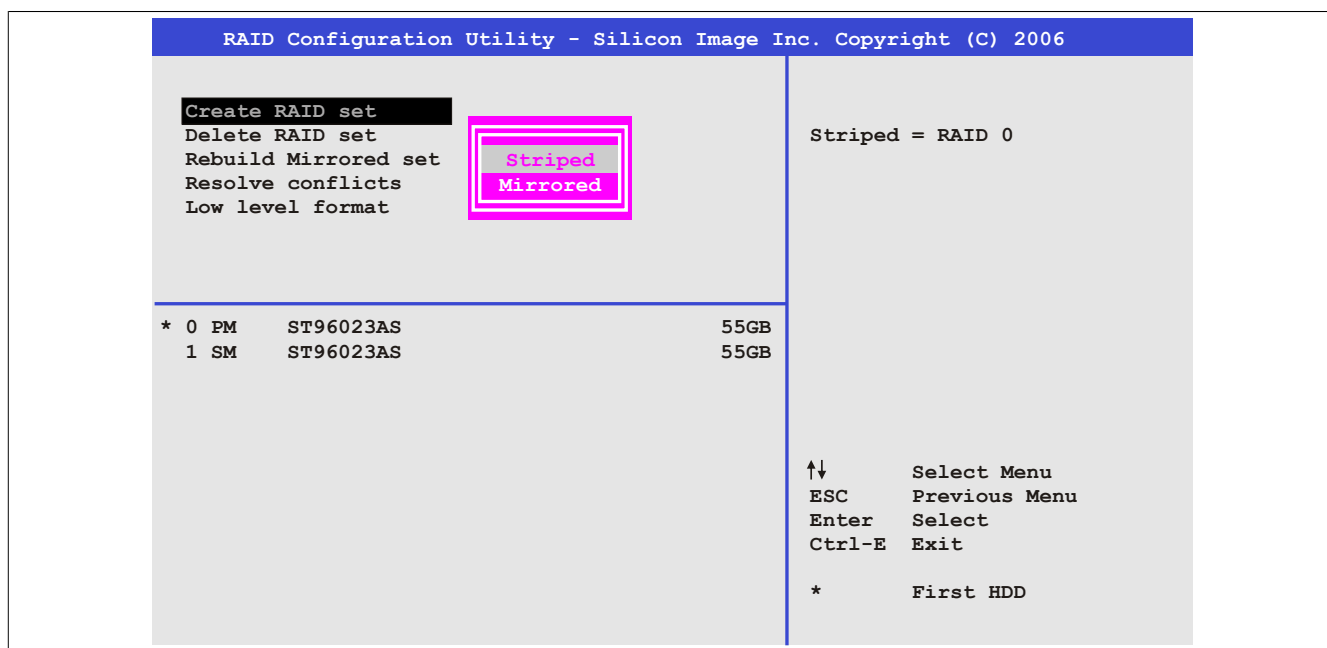 RAID Configuration Utility - Silicon Image Inc. Copyright (C) 2006
Create RAID set
Delete RAID set
Rebuild Mirrored set
Resolve conflicts
Low level format
Striped
Mirrored
Striped = RAID 0
* 0 PM ST96023AS 55GB
1 SM ST96023AS 55GB
↑↓ Select Menu
ESC Previous Menu
Enter Select
Ctrl-E Exit
* First HDD